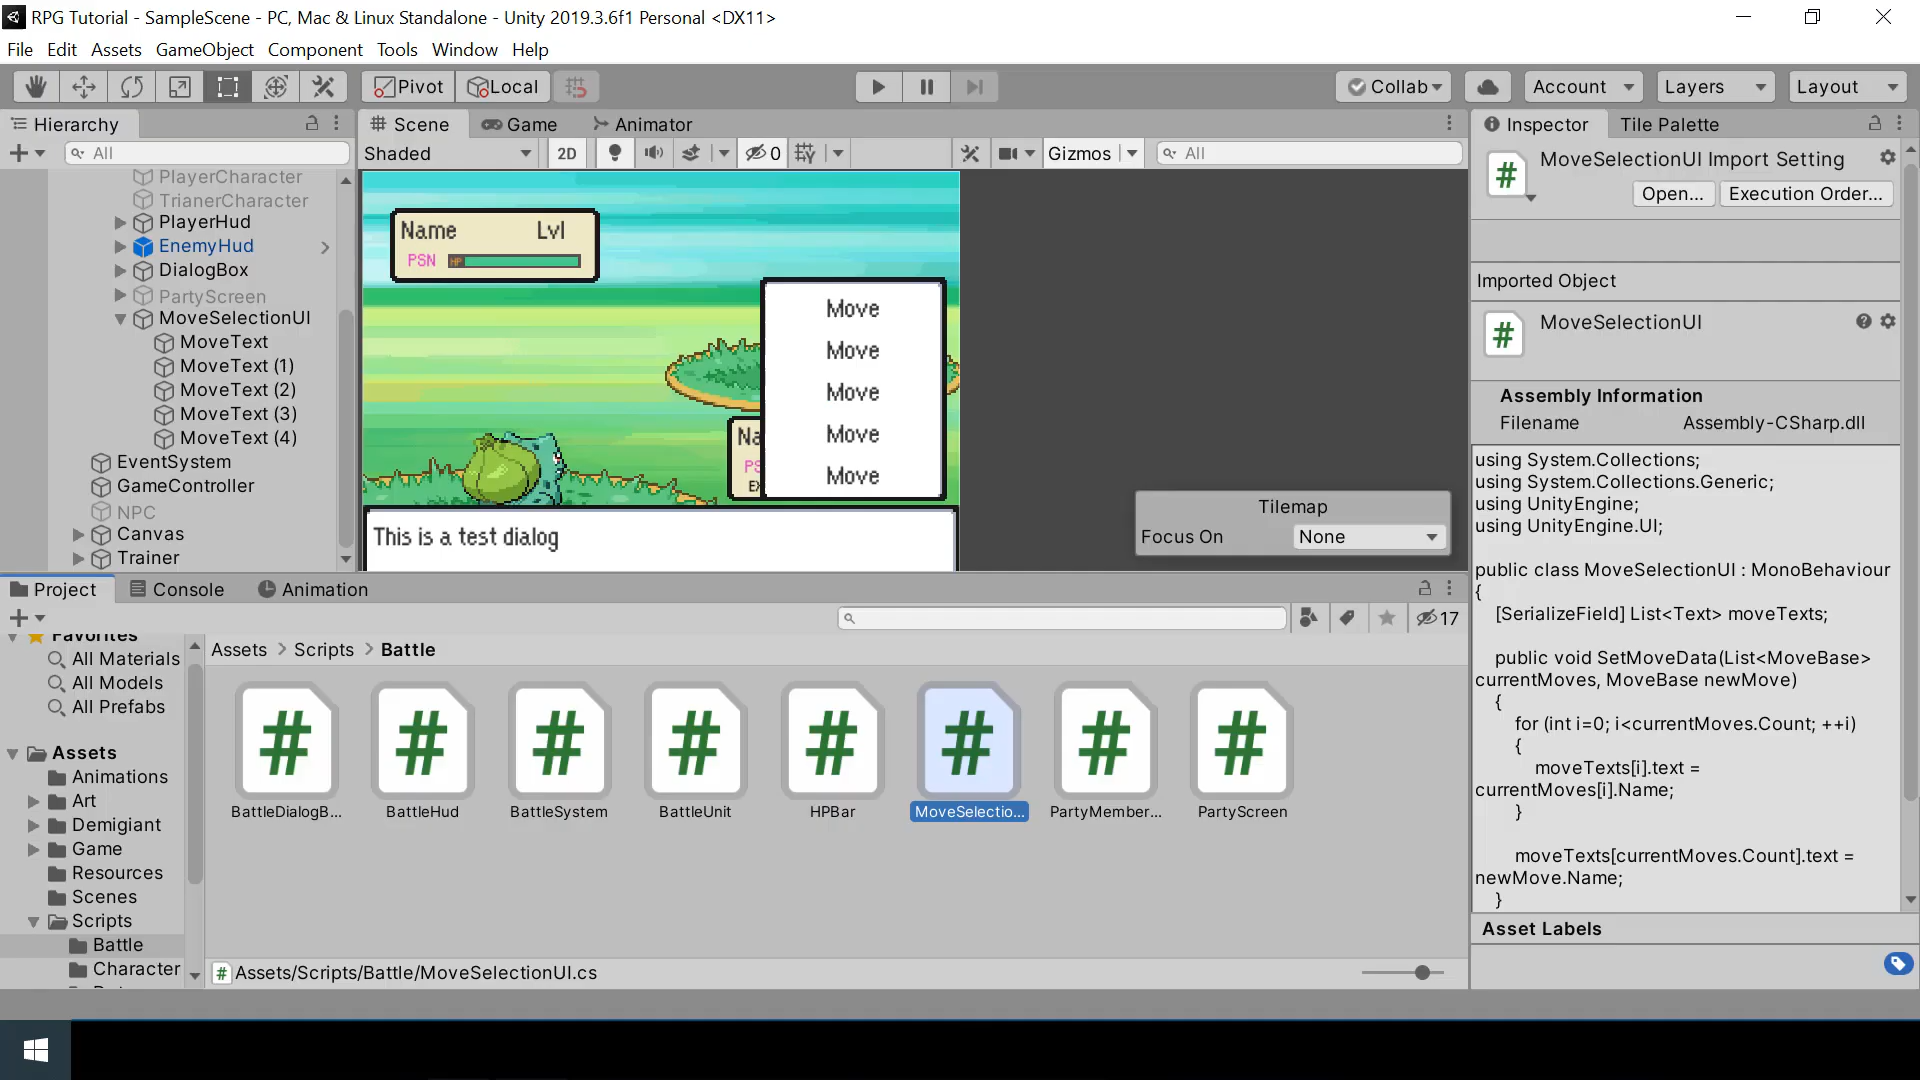 RPG Tutorial - SampleScene - PC, Mac & Linux Standalone - Unity 2019.3.6f1 Personal <DX11>
File Edit Assets GameObject Component Tools Window Help
Pivot Local Collab Account Layers Layout
Hierarchy
All
PlayerCharacter
TrianerCharacter
PlayerHud
EnemyHud
DialogBox
PartyScreen
MoveSelectionUI
MoveText
MoveText (1)
MoveText (2)
MoveText (3)
MoveText (4)
EventSystem
GameController
NPC
Canvas
Trainer
Scene Game Animator
Shaded 2D 0 Gizmos All
Name Lvl
PSN HP
Move
Move
Move
Move
Move
Na
PS
EX
This is a test dialog
Tilemap
Focus On None
Inspector Tile Palette
MoveSelectionUI Import Setting
Open... Execution Order...
Imported Object
MoveSelectionUI
Assembly Information
Filename Assembly-CSharp.dll
using System.Collections;
using System.Collections.Generic;
using UnityEngine;
using UnityEngine.UI;
public class MoveSelectionUI : MonoBehaviour
{
[SerializeField] List<Text> moveTexts;
public void SetMoveData(List<MoveBase>
currentMoves, MoveBase newMove)
{
for (int i=0; i<currentMoves.Count; ++i)
{
moveTexts[i].text =
currentMoves[i].Name;
}
moveTexts[currentMoves.Count].text =
newMove.Name;
}
Asset Labels
Project Console Animation
17
Favorites
All Materials
All Models
All Prefabs
Assets
Animations
Art
Demigiant
Game
Resources
Scenes
Scripts
Battle
Character
Assets > Scripts > Battle
BattleDialogB... BattleHud BattleSystem BattleUnit HPBar MoveSelectio... PartyMember... PartyScreen
Assets/Scripts/Battle/MoveSelectionUI.cs